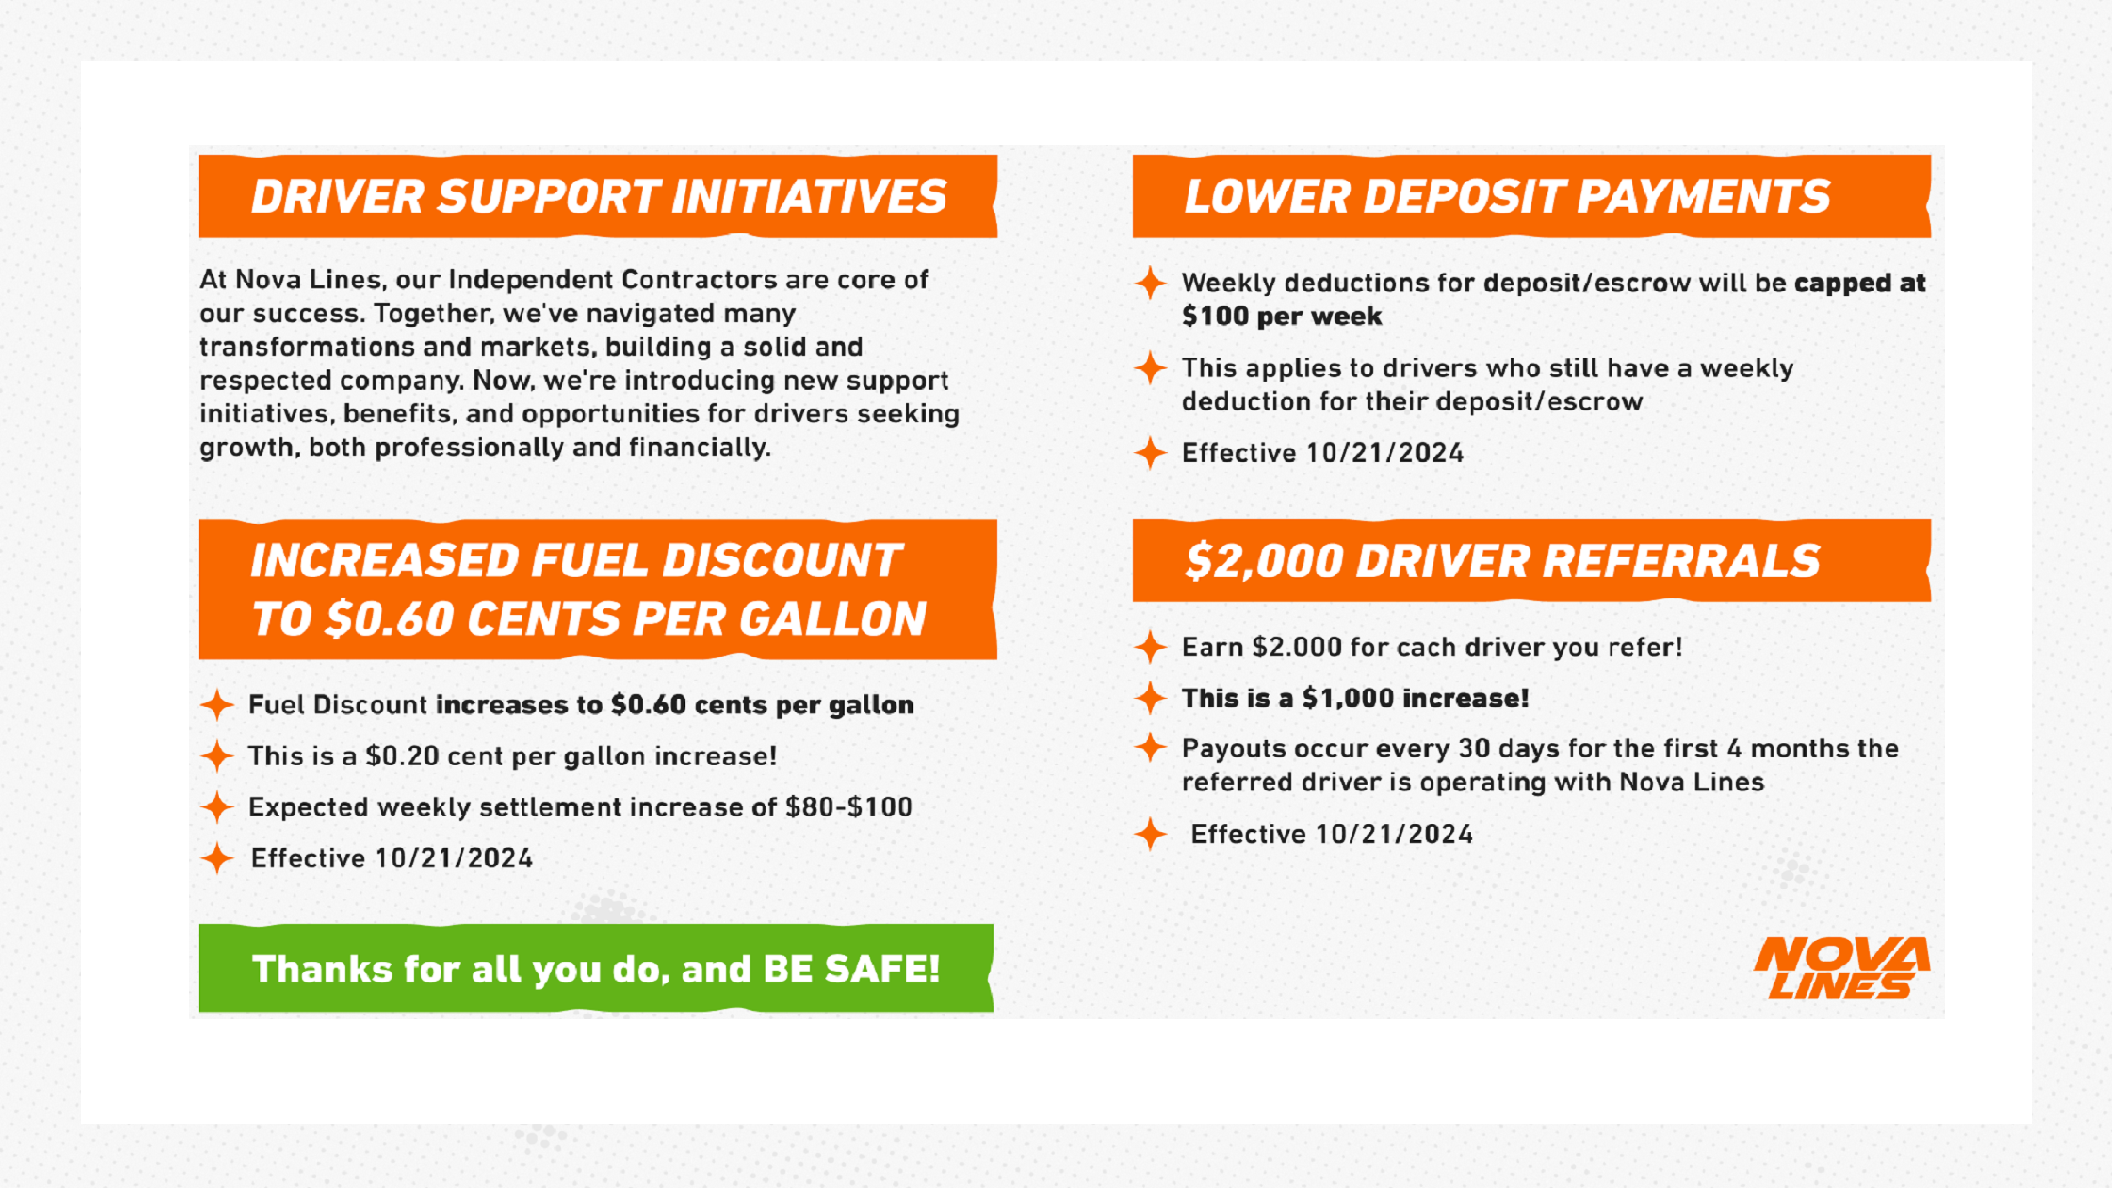 DRIVER SUPPORT INITIATIVES
At Nova Lines, our Independent Contractors are core of
our success. Together, we've navigated many
transformations and markets, building a solid and
respected company. Now, we're introducing new support
initiatives, benefits, and opportunities for drivers seeking
growth, both professionally and financially.
INCREASED FUEL DISCOUNT
TO $0.60 CENTS PER GALLON
Fuel Discount increases to $0.60 cents per gallon
This is a $0.20 cent per gallon increase!
Expected weekly settlement increase of $80-$100
Effective 10/21/2024
Thanks for all you do, and BE SAFE!
LOWER DEPOSIT PAYMENTS
Weekly deductions for deposit/escrow will be capped at
$100 per week
This applies to drivers who still have a weekly
deduction for their deposit/escrow
Effective 10/21/2024
$2,000 DRIVER REFERRALS
Earn $2.000 for cach driver you refer!
This is a $1,000 increase!
Payouts occur every 30 days for the first 4 months the
referred driver is operating with Nova Lines
Effective 10/21/2024
NOVA
LINES